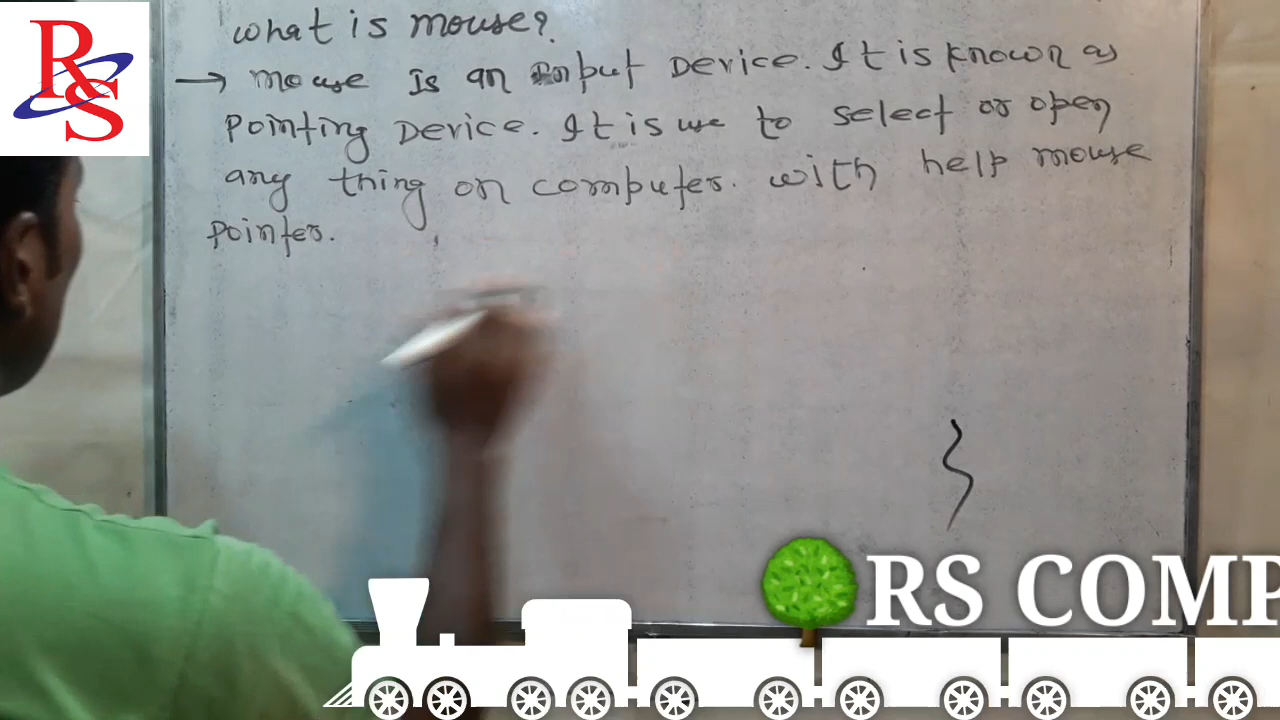 RS
what is mouse?
→ mouse Is an Input Device. It is known as
Pointing Device. It is use to select or open
any thing on computer. with help mouse
Pointer.
RS COMP